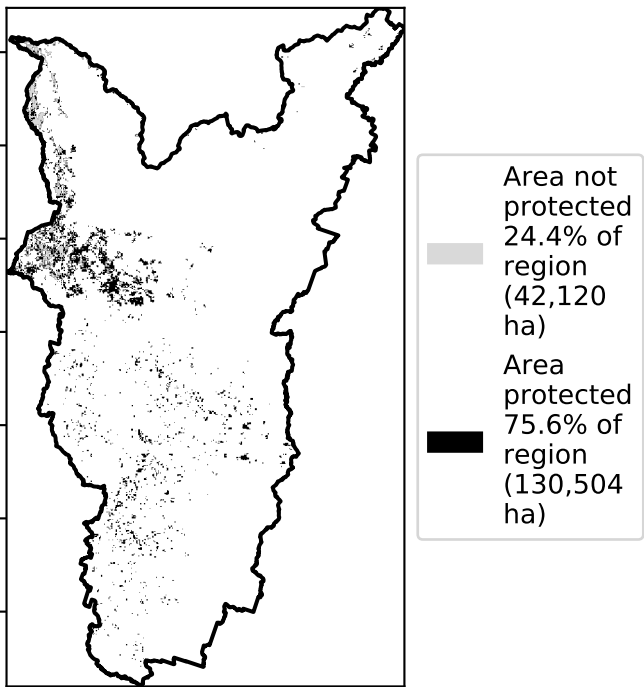 Area not
protected
24.4% of
region
(42,120
ha)
Area
protected
75.6% of
region
(130,504
ha)